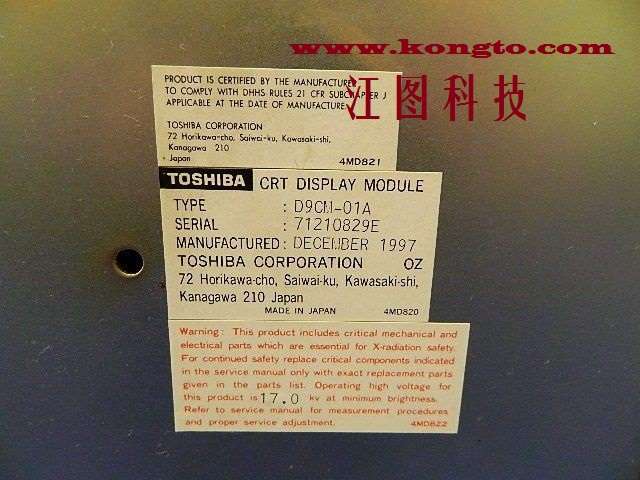 www.kongto.com
江图科技
PRODUCT IS CERTIFIED BY THE MANUFACTURE
TO COMPLY WITH DHHS RULES 21 CFR SUBCHAPTER J
APPLICABLE AT THE DATE OF MANUFACTURE.
TOSHIBA CORPORATION
72 Horikawa-cho, Saiwai-ku, Kawasaki-shi,
Kanagawa 210
Japan 4MD821
TOSHIBA CRT DISPLAY MODULE
TYPE : D9CM-01A
SERIAL : 71210829E
MANUFACTURED: DECEMBER 1997
TOSHIBA CORPORATION OZ
72 Horikawa-cho, Saiwai-ku, Kawasaki-shi,
Kanagawa 210 Japan
MADE IN JAPAN 4MD820
Warning: This product includes critical mechanical and
electrical parts which are essential for X-radiation safety.
For continued safety replace critical components indicated
in the service manual only with exact replacement parts
given in the parts list. Operating high voltage for
this product is 17.0 kv at minimum brightness.
Refer to service manual for measurement procedures
and proper service adjustment. 4MD822